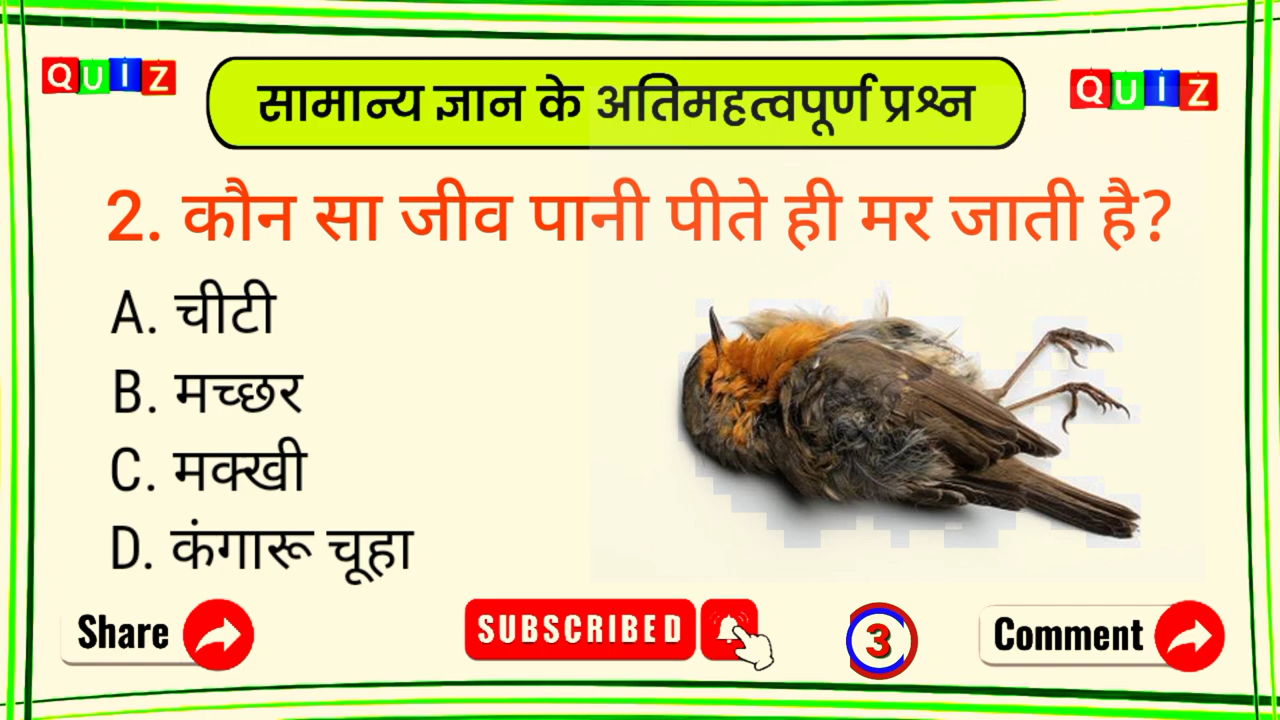 QUIZ
सामान्य ज्ञान के अतिमहत्वपूर्ण प्रश्न
QUIZ
2. कौन सा जीव पानी पीते ही मर जाती है?
A. चीटी
B. मच्छर
C. मक्खी
D. कंगारू चूहा
Share
SUBSCRIBED
3
Comment